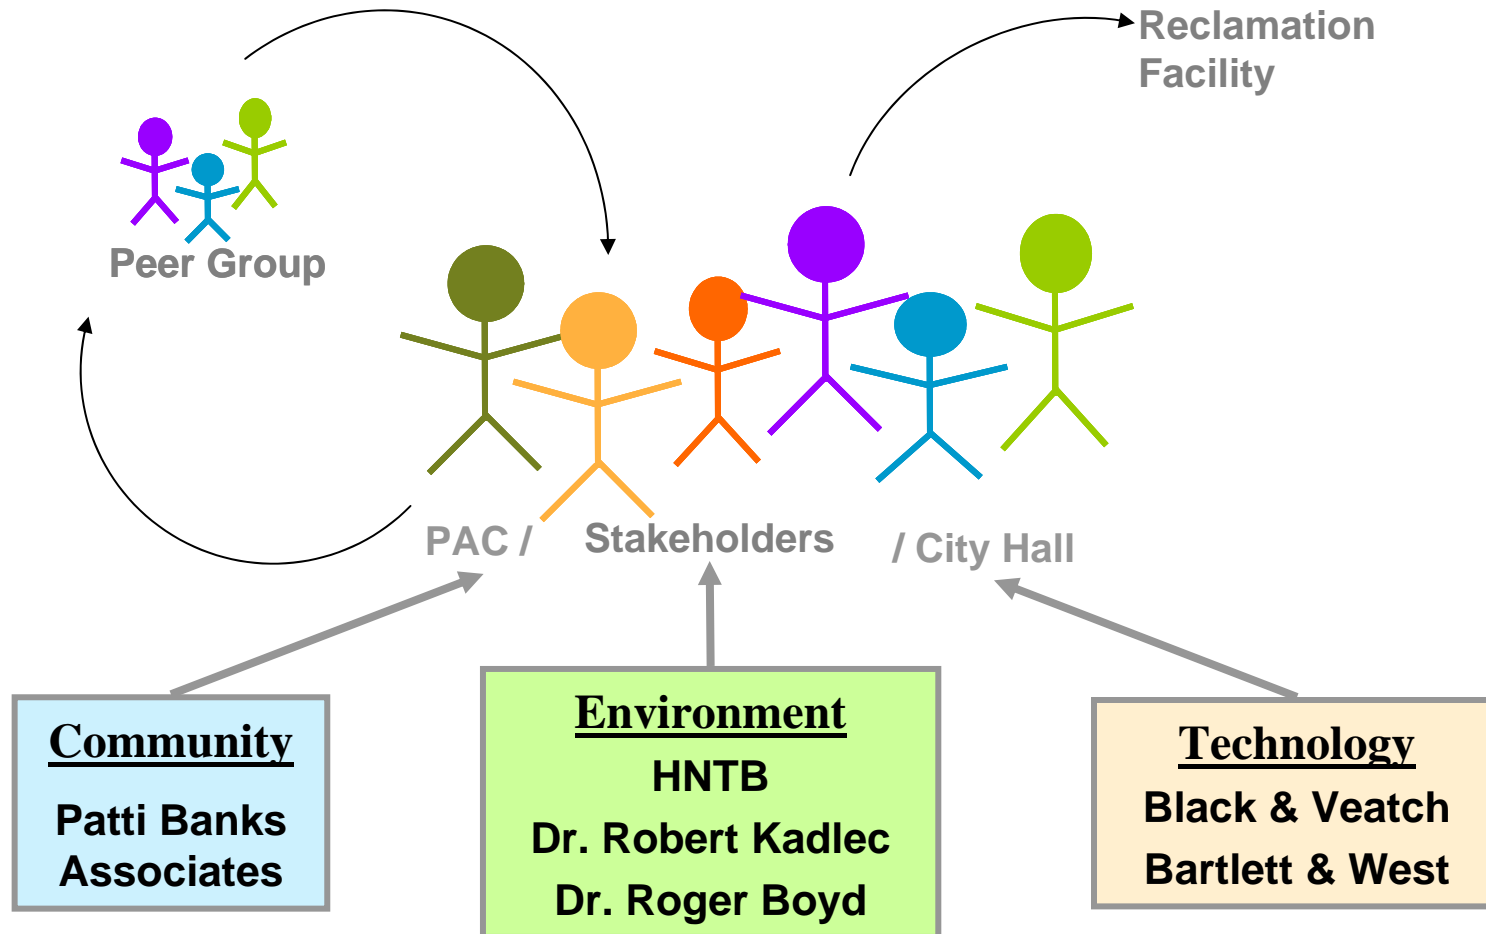 Reclamation
Facility
Peer Group
PAC / Stakeholders / City Hall
Community
Patti Banks
Associates
Environment
HNTB
Dr. Robert Kadlec
Dr. Roger Boyd
Technology
Black & Veatch
Bartlett & West